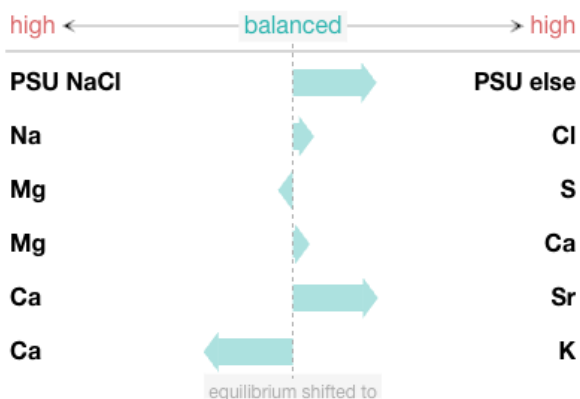 high balanced high
PSU NaCl PSU else
Na Cl
Mg S
Mg Ca
Ca Sr
Ca K
equilibrium shifted to